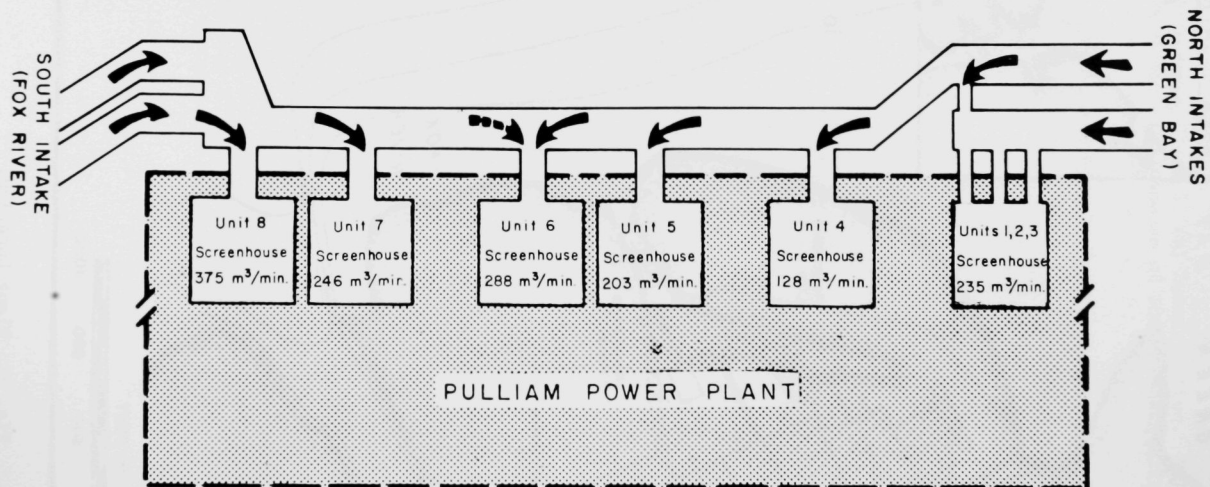 SOUTH INTAKE
(FOX RIVER)
NORTH INTAKES
(GREEN BAY)
Unit 8
Screenhouse
375 m³/min.
Unit 7
Screenhouse
246 m³/min.
Unit 6
Screenhouse
288 m³/min.
Unit 5
Screenhouse
203 m³/min.
Unit 4
Screenhouse
128 m³/min.
Units 1,2,3
Screenhouse
235 m³/min.
PULLIAM POWER PLANT